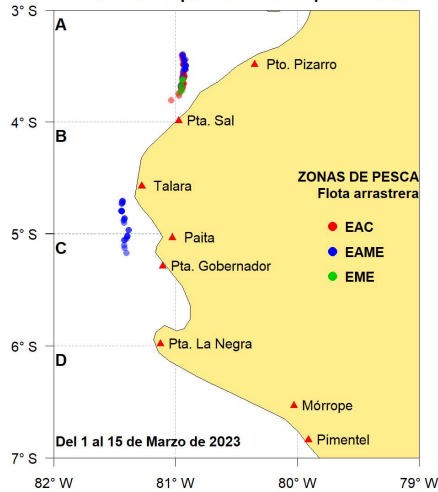 3° S
A
Pto. Pizarro
4° S
Pta. Sal
B
Talara
ZONAS DE PESCA
Flota arrastrera
EAC
EAME
EME
5° S
Paita
C
Pta. Gobernador
6° S
Pta. La Negra
D
Mórrope
Del 1 al 15 de Marzo de 2023
Pimentel
7° S
82° W
81° W
80° W
79° W